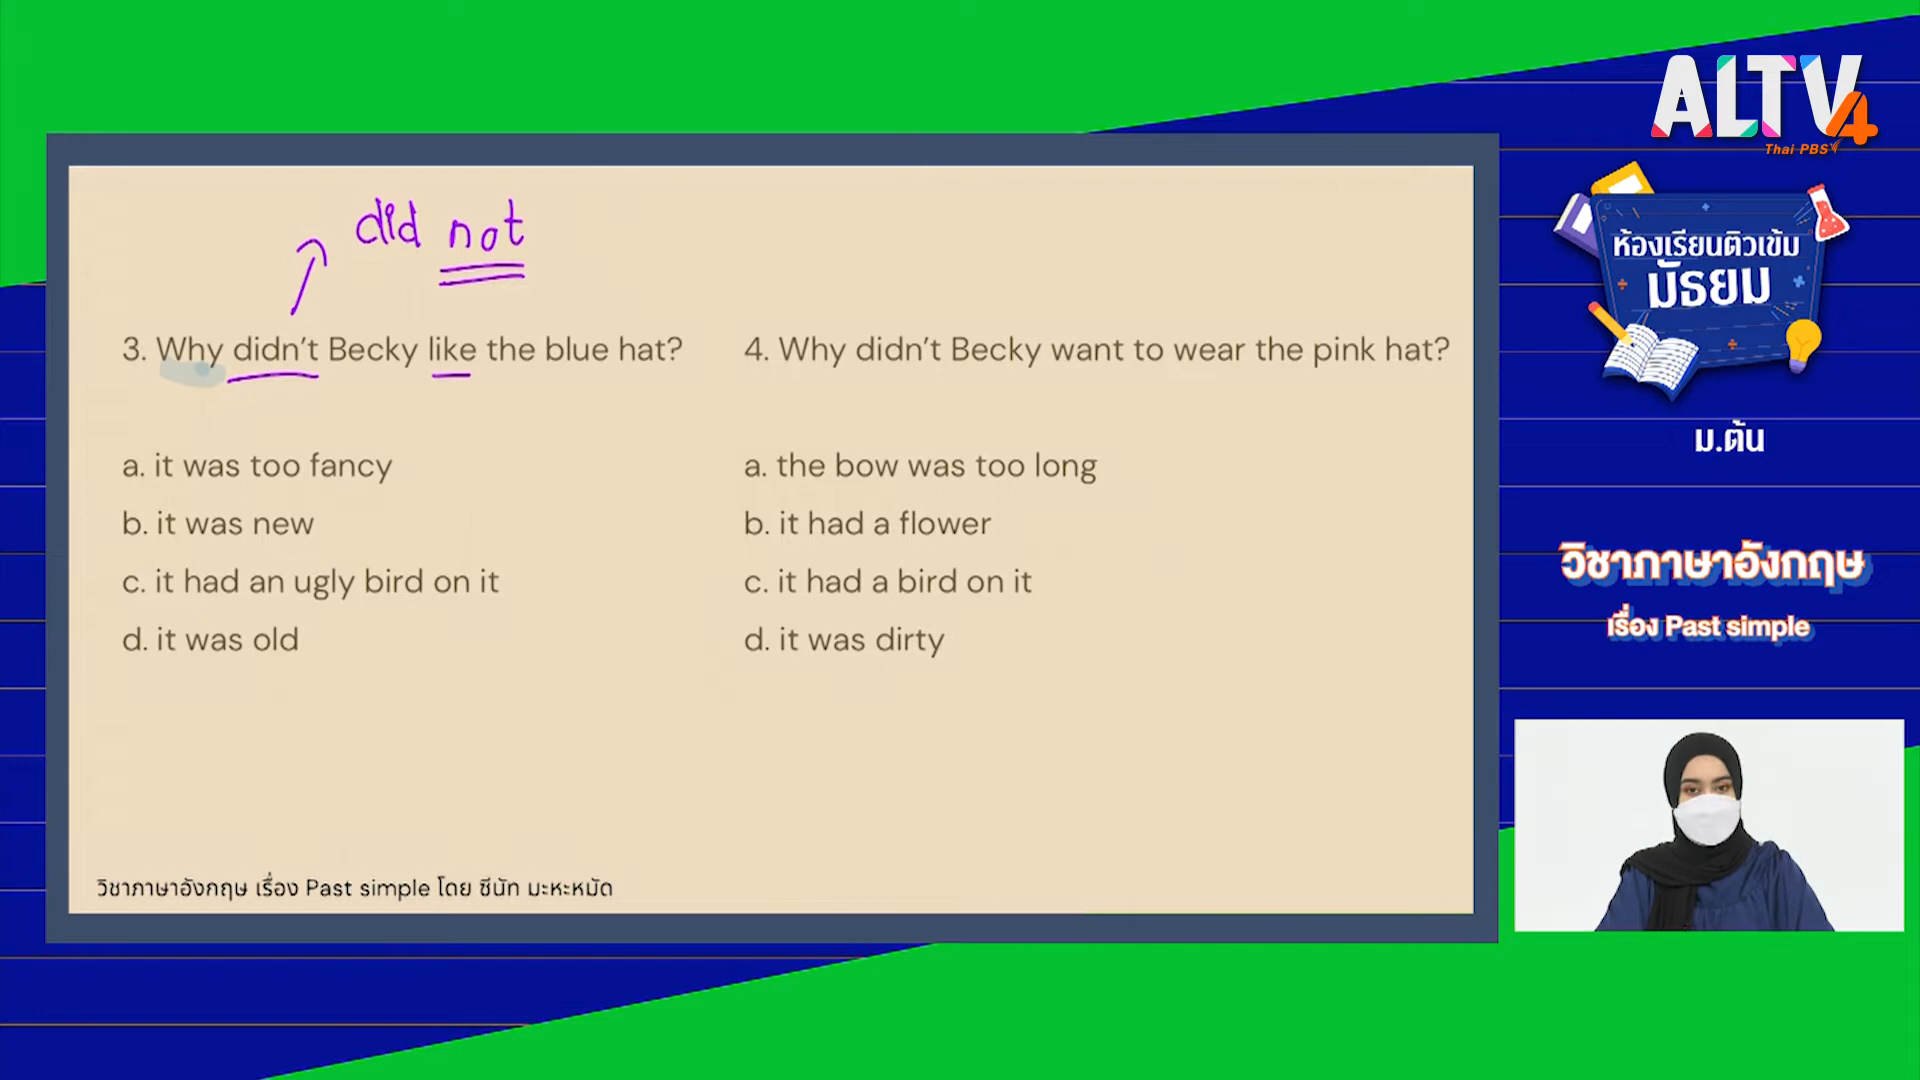 ALTV4
Thai PBS
ห้องเรียนติวเข้ม
มัธยม
ม.ต้น
วิชาภาษาอังกฤษ
เรื่อง Past simple
did not
3. Why didn't Becky like the blue hat?
a. it was too fancy
b. it was new
c. it had an ugly bird on it
d. it was old
4. Why didn't Becky want to wear the pink hat?
a. the bow was too long
b. it had a flower
c. it had a bird on it
d. it was dirty
วิชาภาษาอังกฤษ เรื่อง Past simple โดย ซีนัท มะหะหมัด